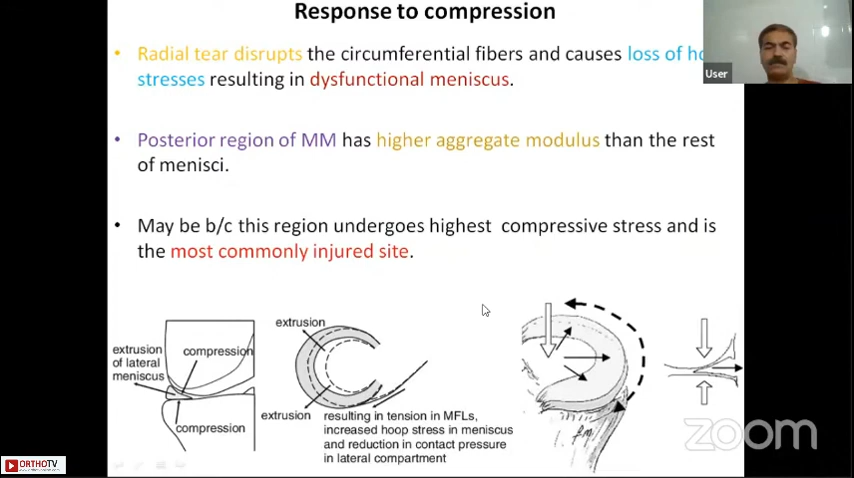 Response to compression
User
• Radial tear disrupts the circumferential fibers and causes loss of
stresses resulting in dysfunctional meniscus.
• Posterior region of MM has higher aggregate modulus than the rest
of menisci.
• May be b/c this region undergoes highest compressive stress and is
the most commonly injured site.
extrusion
of lateral
meniscus
compression
compression
extrusion
extrusion
resulting in tension in MFLs,
increased hoop stress in meniscus
and reduction in contact pressure
in lateral compartment
zoom
ORTHOTV